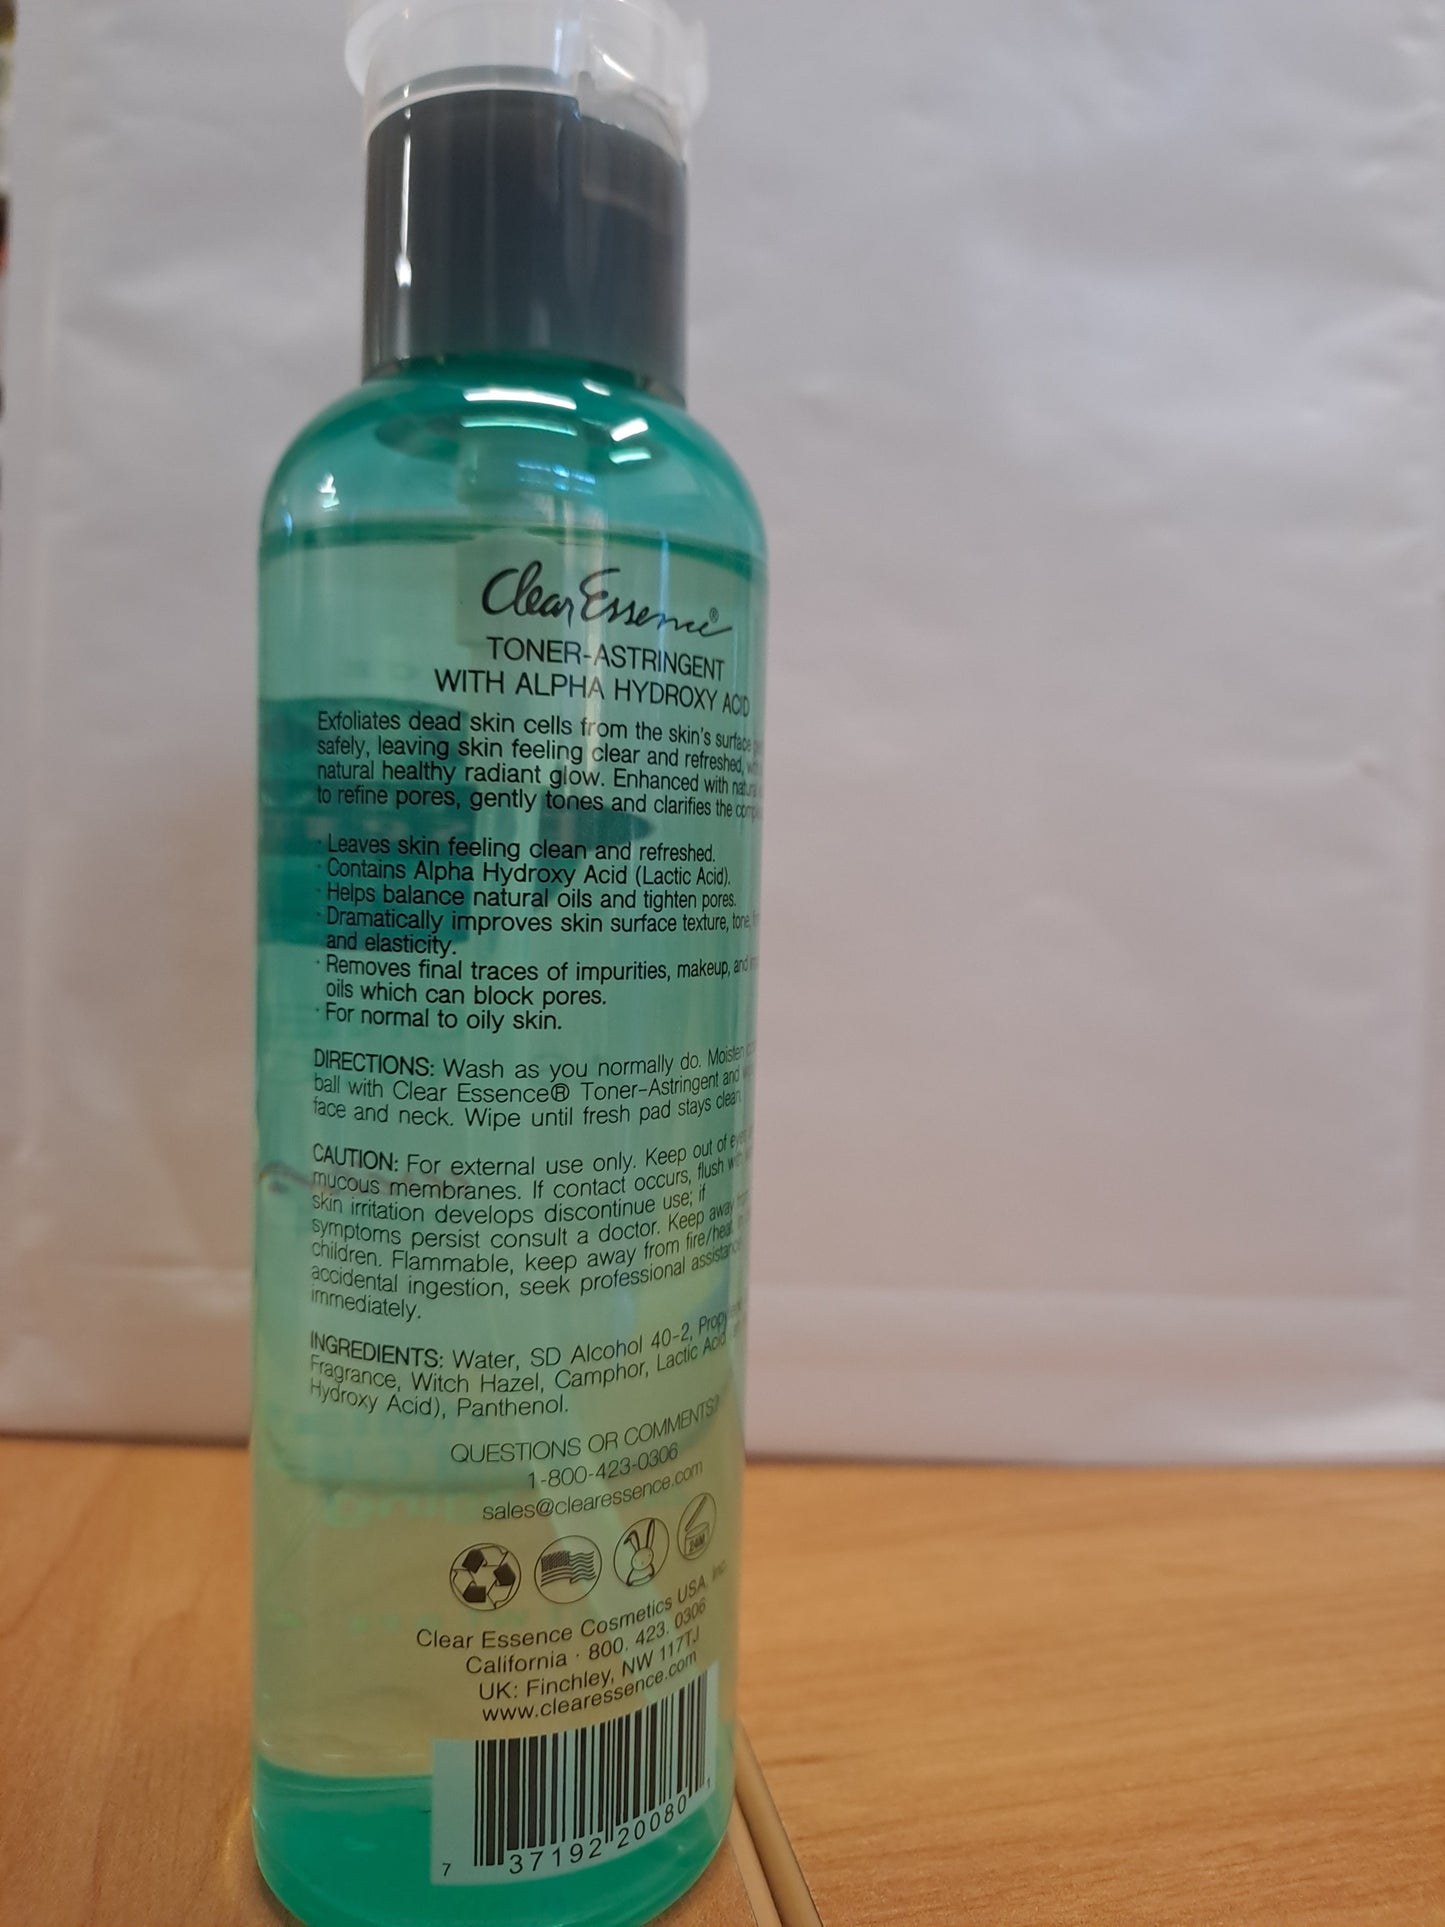 Clear Essence®
TONER-ASTRINGENT
WITH ALPHA HYDROXY ACID
Exfoliates dead skin cells from the skin's surface
safely, leaving skin feeling clear and refreshed,
natural healthy radiant glow. Enhanced with
to refine pores, gently tones and clarifies the
· Leaves skin feeling clean and refreshed.
· Contains Alpha Hydroxy Acid (Lactic Acid).
· Helps balance natural oils and tighten pores.
· Dramatically improves skin surface texture, tone,
and elasticity.
· Removes final traces of impurities, makeup, and
oils which can block pores.
· For normal to oily skin.
DIRECTIONS: Wash as you normally do. Moisten
ball with Clear Essence® Toner-Astringent and
face and neck. Wipe until fresh pad stays clean.
CAUTION: For external use only. Keep out of
mucous membranes. If contact occurs, flush
skin irritation develops discontinue use; if
symptoms persist consult a doctor. Keep away
children. Flammable, keep away from fire/heat.
accidental ingestion, seek professional assistance
immediately.
INGREDIENTS: Water, SD Alcohol 40-2,
Fragrance, Witch Hazel, Camphor, Lactic Acid
Hydroxy Acid), Panthenol.
QUESTIONS OR COMMENTS?
1-800-423-0306
sales@clearessence.com
24M
Clear Essence Cosmetics USA, Inc.
California · 800. 423. 0306
UK: Finchley, NW 117TJ
www.clearessence.com
7 37192 20080 1